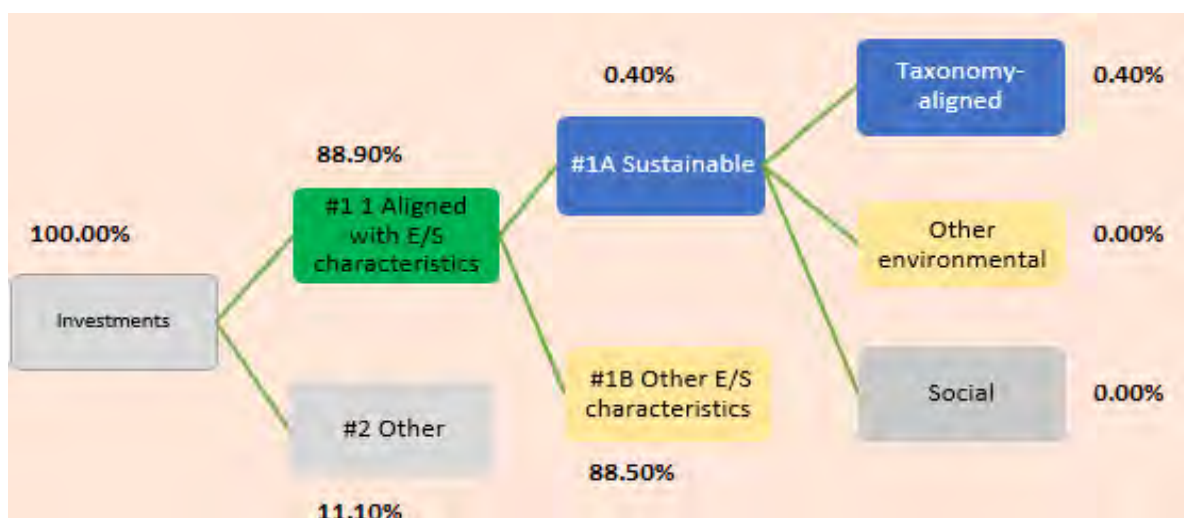 0.40%
Taxonomy-
aligned
0.40%
88.90%
#1A Sustainable
#1 1 Aligned
with E/S
characteristics
100.00%
Other
environmental
0.00%
Investments
#1B Other E/S
characteristics
Social
0.00%
#2 Other
88.50%
11.10%